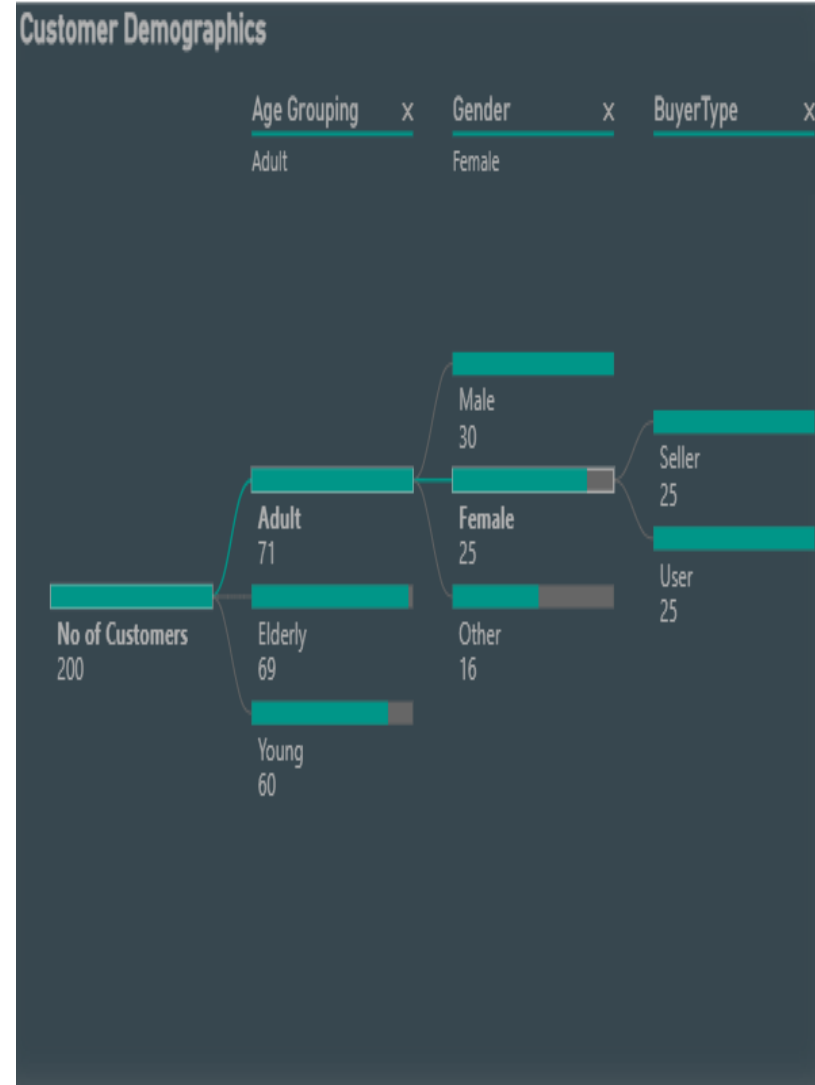 Customer Demographics
Age Grouping x Gender x BuyerType x
Adult Female
Male
30
Seller
25
Adult
71
Female
25
User
25
No of Customers
200
Elderly
69
Other
16
Young
60